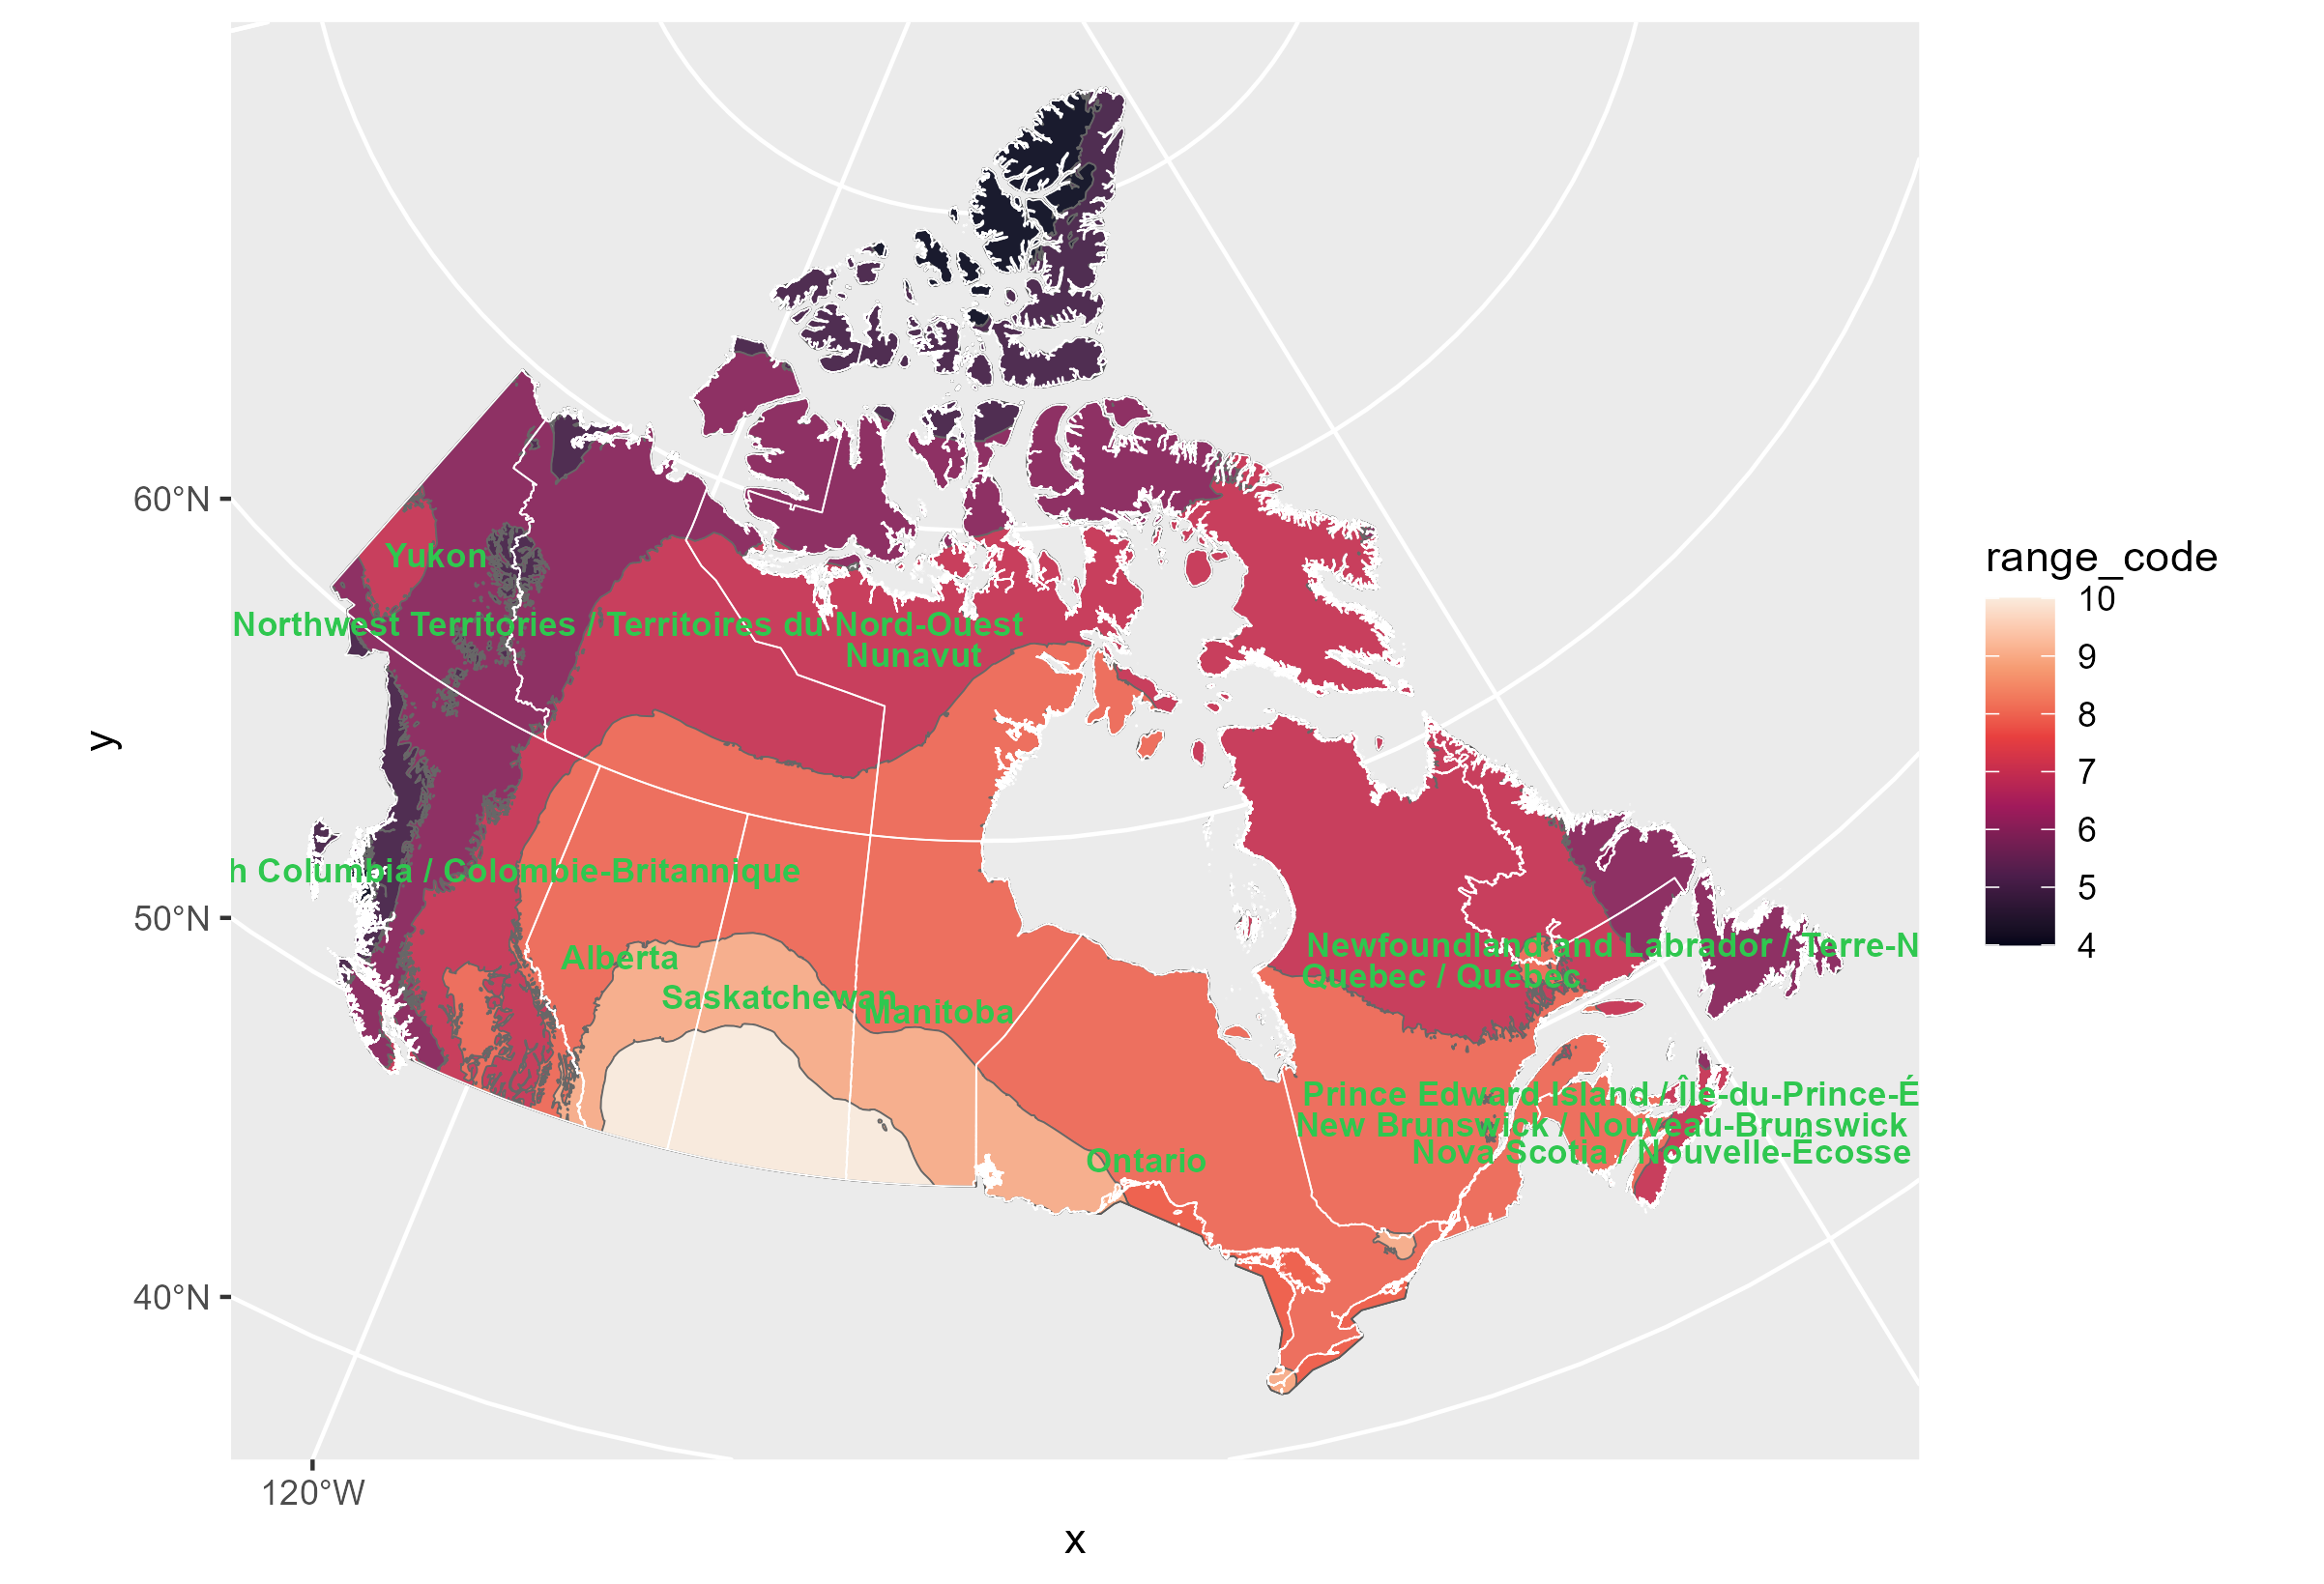 y
60°N
50°N
40°N
120°W
x
Yukon
Northwest Territories / Territoires du Nord-Ouest
Nunavut
h Columbia / Colombie-Britannique
Alberta
Saskatchewan
Manitoba
Newfoundland and Labrador / Terre-N
Quebec / Québec
Prince Edward Island / Île-du-Prince-É
New Brunswick / Nouveau-Brunswick
Nova Scotia / Nouvelle-Écosse
Ontario
range_code
10
9
8
7
6
5
4